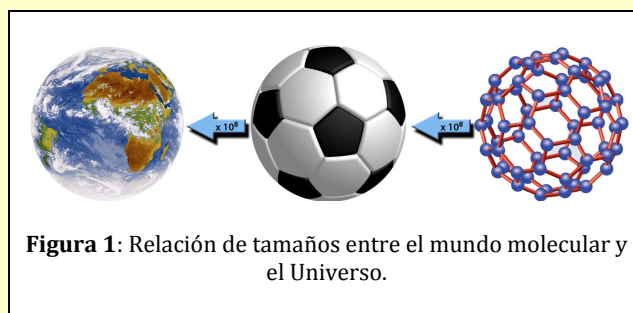 x 10⁸
x 10⁸
Figura 1: Relación de tamaños entre el mundo molecular y
el Universo.